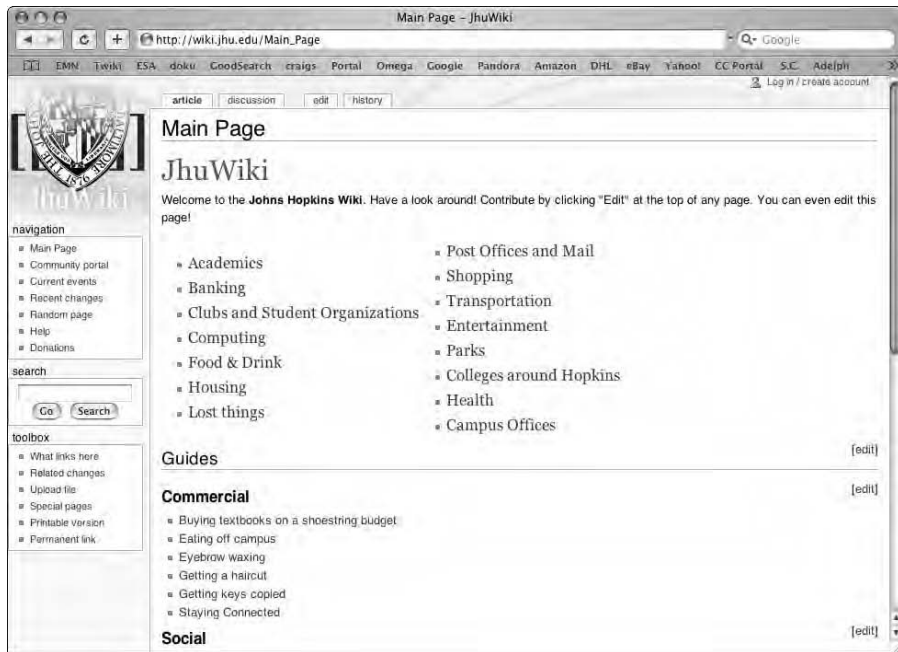 Main Page – JhuWiki
http://wiki.jhu.edu/Main_Page
Google
EMN Twiki ESA doku GoodSearch craigs Portal Omega Google Pandora Amazon DHL eBay Yahoo! CC Portal S.C. Adelph
Log in / create account
article discussion edit history
BALTIMORE THE JOHN
1876
JhuWiki
Main Page
JhuWiki
Welcome to the Johns Hopkins Wiki. Have a look around! Contribute by clicking "Edit" at the top of any page. You can even edit this
page!
navigation
Main Page
Community portal
Current events
Recent changes
Random page
Help
Donations
search
Go Search
toolbox
What links here
Related changes
Upload file
Special pages
Printable version
Permanent link
Academics
Banking
Clubs and Student Organizations
Computing
Food & Drink
Housing
Lost things
Post Offices and Mail
Shopping
Transportation
Entertainment
Parks
Colleges around Hopkins
Health
Campus Offices
[edit]
Guides
[edit]
Commercial
Buying textbooks on a shoestring budget
Eating off campus
Eyebrow waxing
Getting a haircut
Getting keys copied
Staying Connected
[edit]
Social